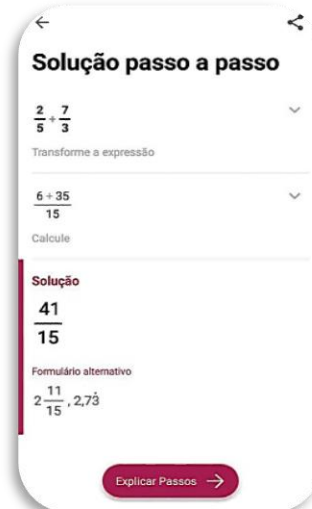 Solução passo a passo
2/5 + 7/3
Transforme a expressão
6+35/15
Calcule
Solução
41/15
Formulário alternativo
2 11/15 , 2,73̇
Explicar Passos →